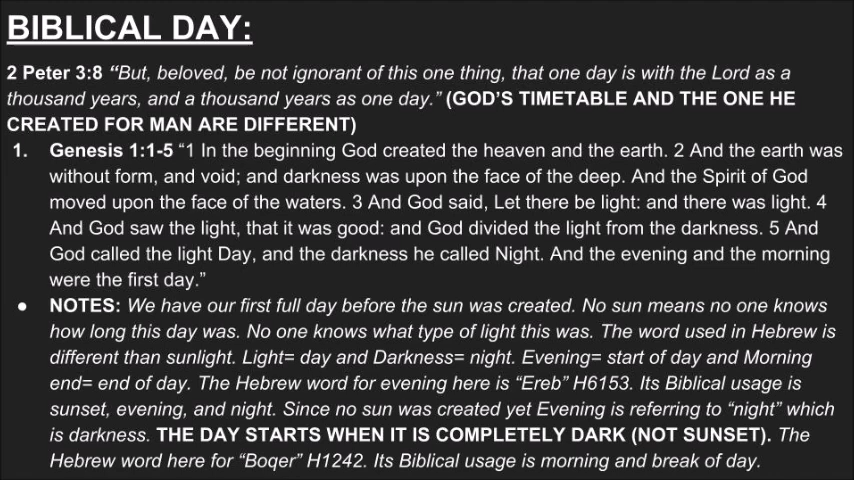 BIBLICAL DAY:
2 Peter 3:8 “But, beloved, be not ignorant of this one thing, that one day is with the Lord as a
thousand years, and a thousand years as one day.” (GOD’S TIMETABLE AND THE ONE HE
CREATED FOR MAN ARE DIFFERENT)
1. Genesis 1:1-5 “1 In the beginning God created the heaven and the earth. 2 And the earth was
without form, and void; and darkness was upon the face of the deep. And the Spirit of God
moved upon the face of the waters. 3 And God said, Let there be light: and there was light. 4
And God saw the light, that it was good: and God divided the light from the darkness. 5 And
God called the light Day, and the darkness he called Night. And the evening and the morning
were the first day.”
● NOTES: We have our first full day before the sun was created. No sun means no one knows
how long this day was. No one knows what type of light this was. The word used in Hebrew is
different than sunlight. Light= day and Darkness= night. Evening= start of day and Morning
end= end of day. The Hebrew word for evening here is “Ereb” H6153. Its Biblical usage is
sunset, evening, and night. Since no sun was created yet Evening is referring to “night” which
is darkness. THE DAY STARTS WHEN IT IS COMPLETELY DARK (NOT SUNSET). The
Hebrew word here for “Boqer” H1242. Its Biblical usage is morning and break of day.